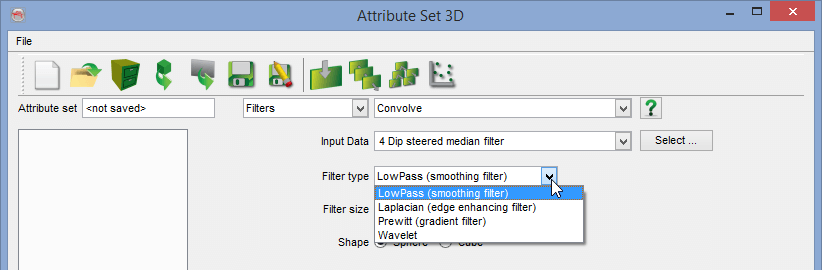 Attribute Set 3D
File
Attribute set <not saved> Filters Convolve ?
Input Data 4 Dip steered median filter Select ...
Filter type LowPass (smoothing filter)
LowPass (smoothing filter)
Laplacian (edge enhancing filter)
Filter size
Prewitt (gradient filter)
Wavelet
Shape Sphere Cube